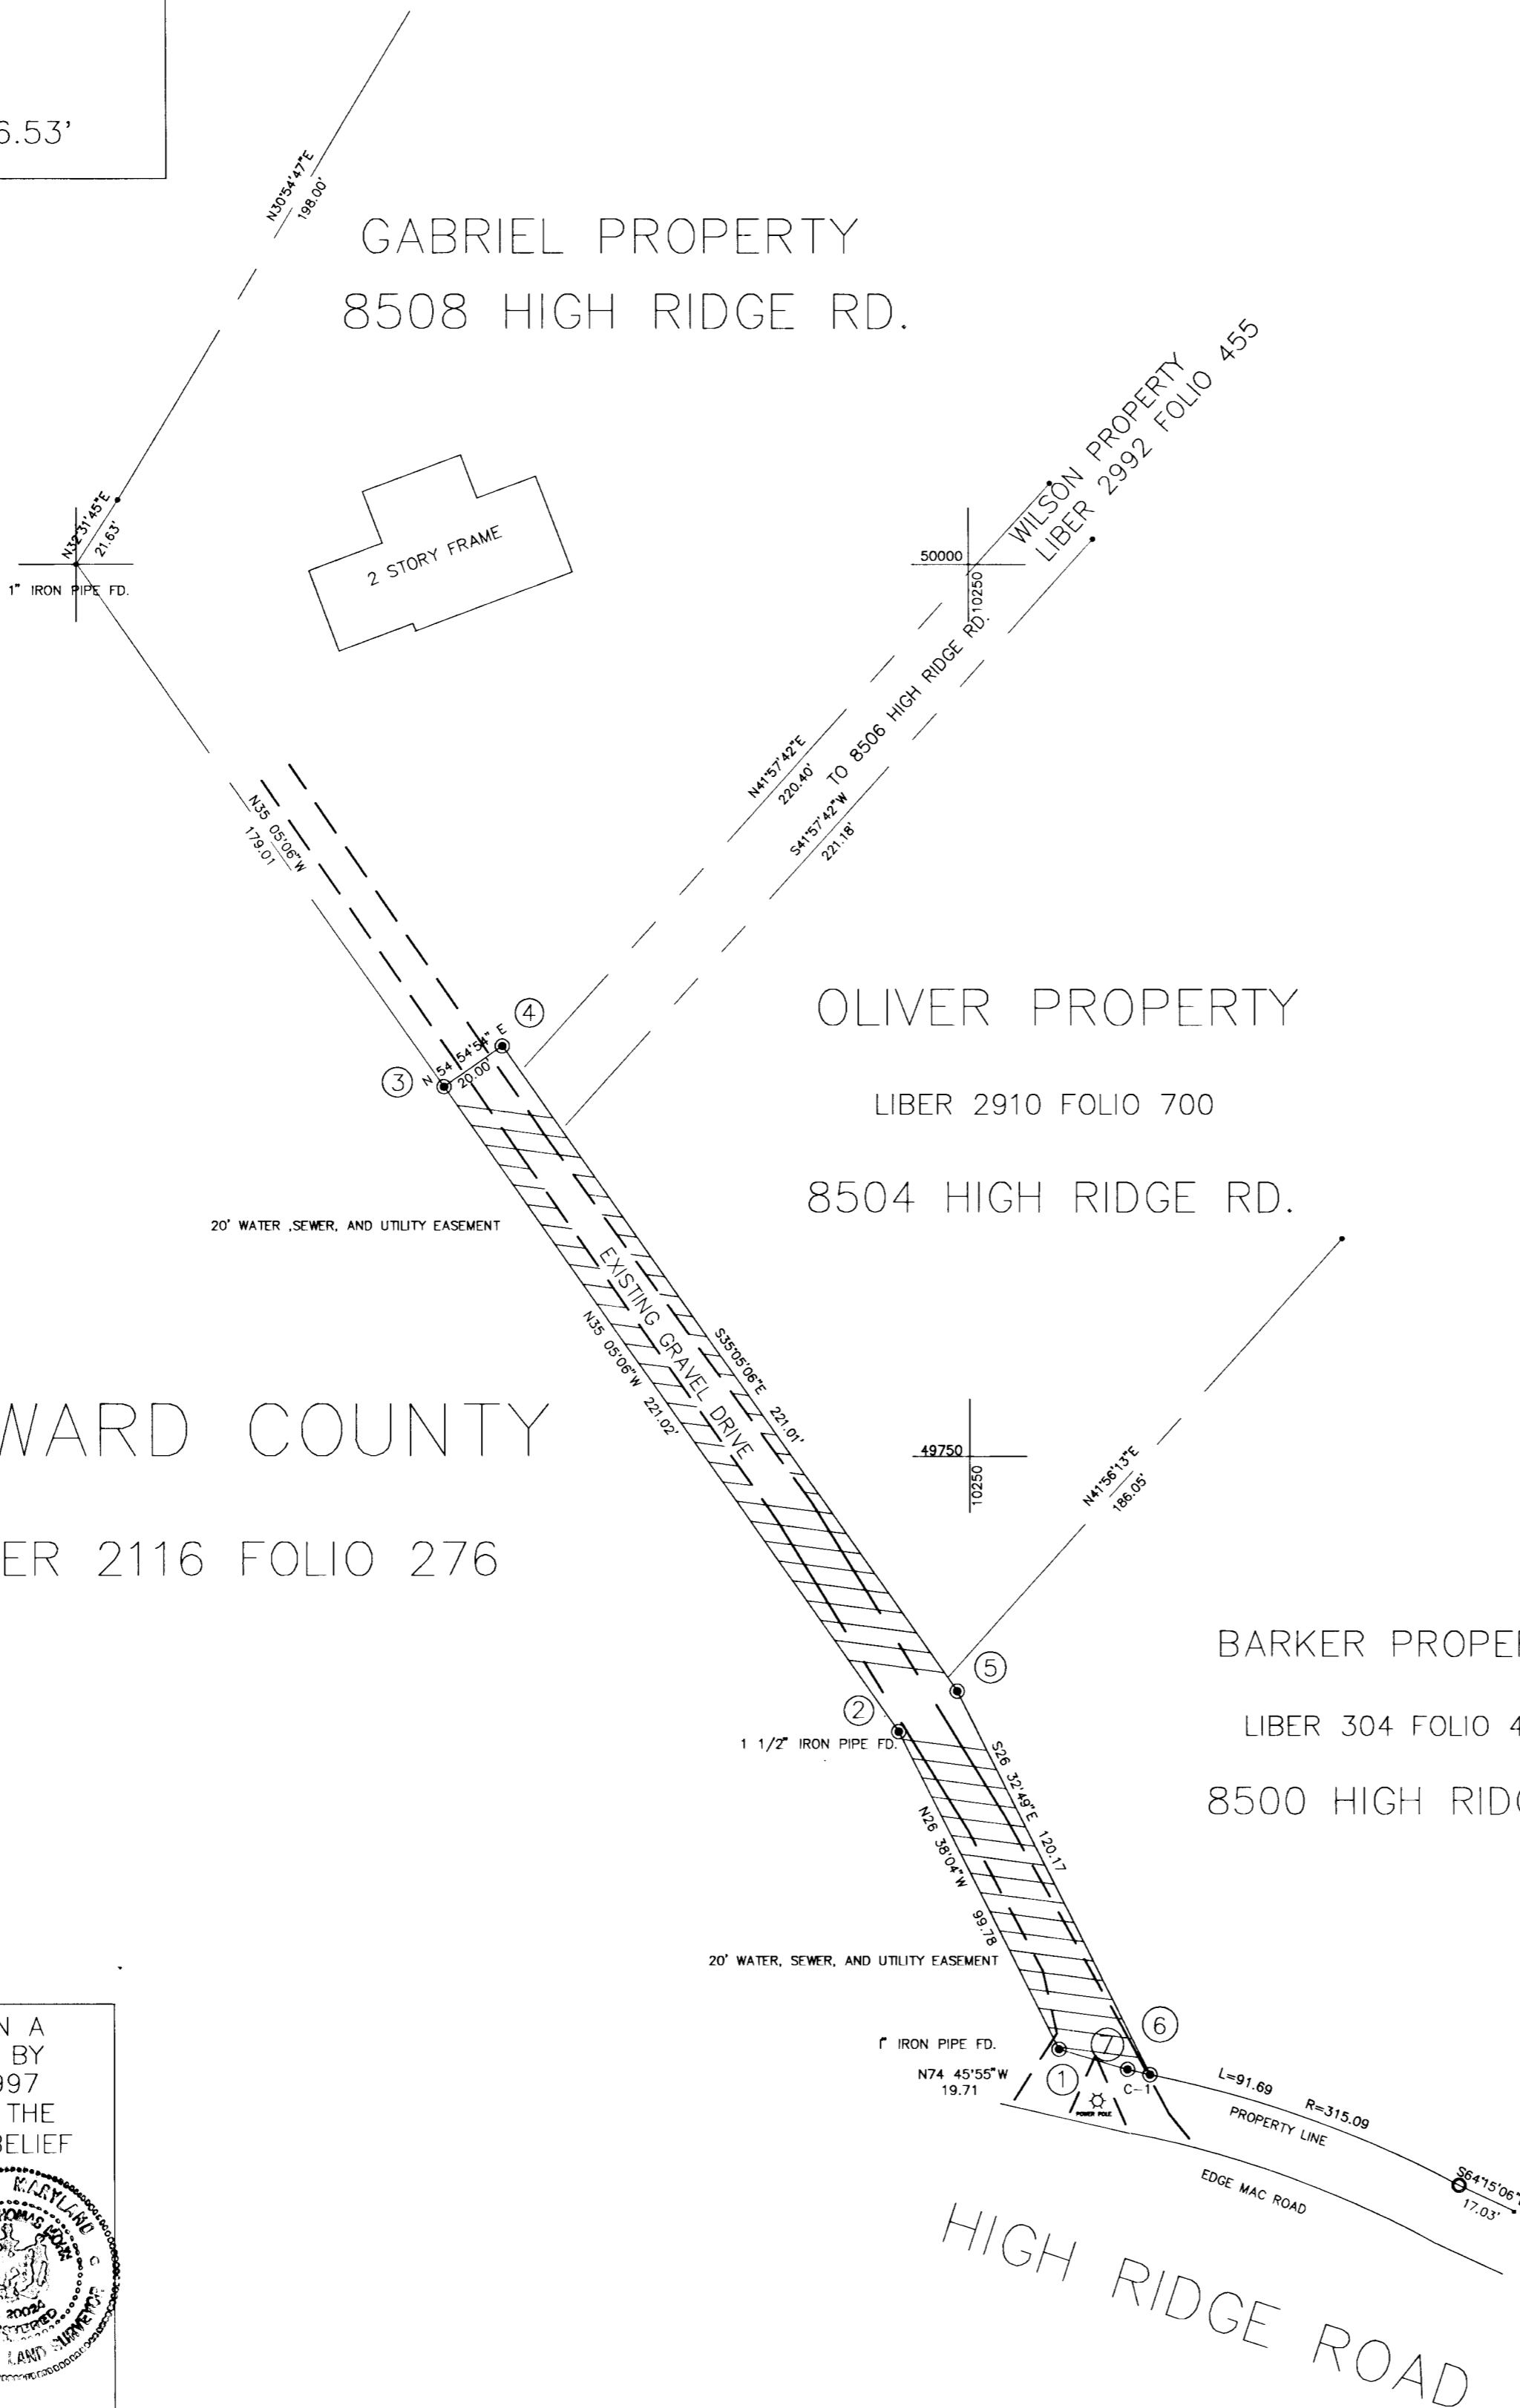 6.53'
N30°54'47"E
198.00'
GABRIEL PROPERTY
8508 HIGH RIDGE RD.
WILSON PROPERTY
LIBER 2992 FOLIO 455
N32°31'45"E
21.63'
1" IRON PIPE FD.
2 STORY FRAME
50000
10250
TO 8506 HIGH RIDGE RD.
N41°57'42"E
220.40'
S41°57'42"W
221.18'
N35 05'06"W
179.01
4
N 54 54'54" E
20.00'
3
OLIVER PROPERTY
LIBER 2910 FOLIO 700
8504 HIGH RIDGE RD.
20' WATER ,SEWER, AND UTILITY EASEMENT
EXISTING GRAVEL DRIVE
N35 05'06"W 221.02'
S35°05'06"E 221.01'
WARD COUNTY
49750
10250
N41°56'13"E
186.05'
ER 2116 FOLIO 276
BARKER PROPE
5
2
LIBER 304 FOLIO 4
1 1/2" IRON PIPE FD.
8500 HIGH RID
S26 32'49"E 120.17
N26 38'04"W 99.78
20' WATER, SEWER, AND UTILITY EASEMENT
6
7
1" IRON PIPE FD.
N74 45'55"W
19.71
1
C-1
POWER POLE
L=91.69 R=315.09
PROPERTY LINE
EDGE MAC ROAD
S64°15'06"
17.03'
HIGH RIDGE ROAD
N A
BY
997
THE
BELIEF
MARYLAND
THOMAS
LAND SURVEYOR